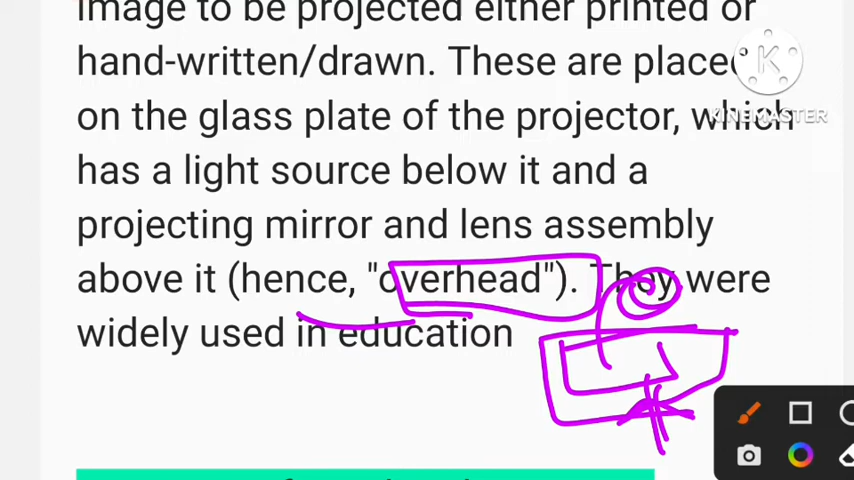 image to be projected either printed or
hand-written/drawn. These are placed
on the glass plate of the projector, which
has a light source below it and a
projecting mirror and lens assembly
above it (hence, "overhead"). They were
widely used in education
KINEMASTER